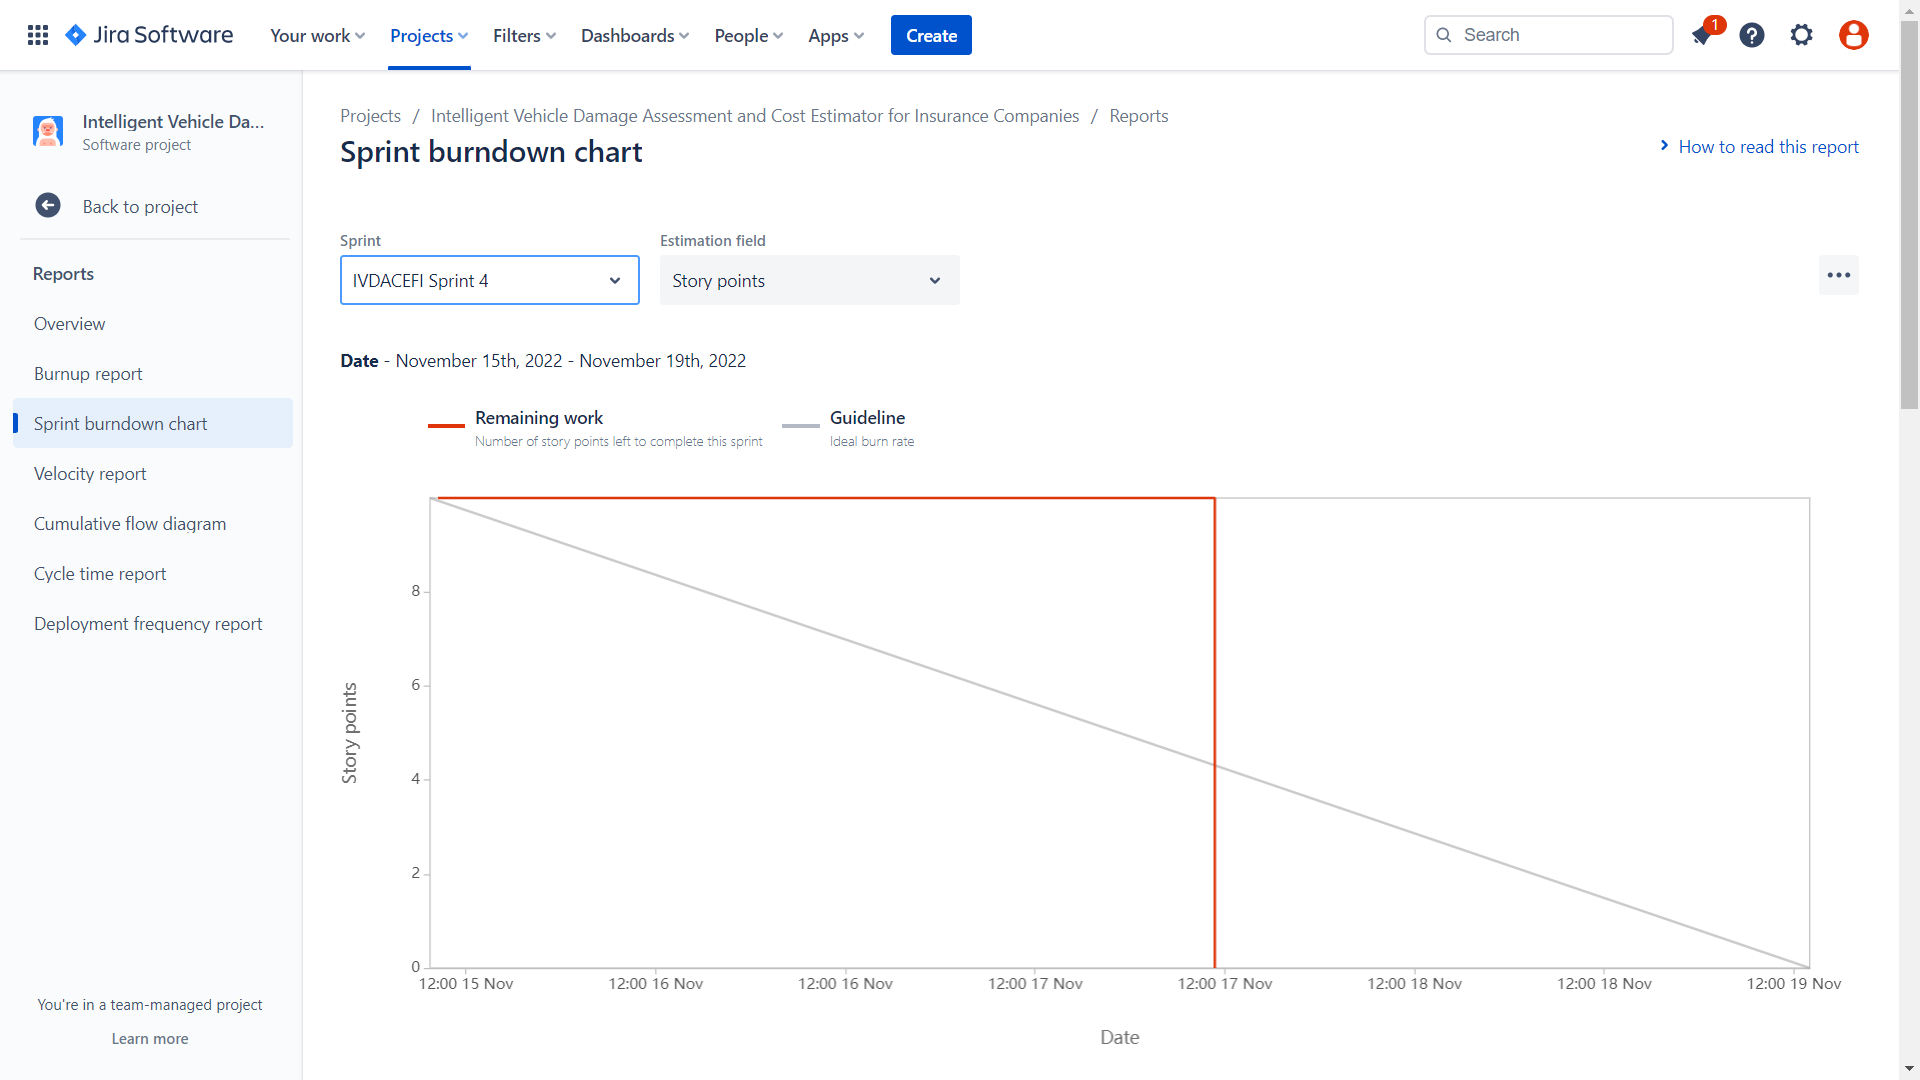 Jira Software
Your work
Projects
Filters
Dashboards
People
Apps
Create
Search
1
Intelligent Vehicle Da...
Software project
Back to project
Reports
Overview
Burnup report
Sprint burndown chart
Velocity report
Cumulative flow diagram
Cycle time report
Deployment frequency report
You're in a team-managed project
Learn more
Projects / Intelligent Vehicle Damage Assessment and Cost Estimator for Insurance Companies / Reports
Sprint burndown chart
How to read this report
Sprint
Estimation field
IVDACEFI Sprint 4
Story points
Date - November 15th, 2022 - November 19th, 2022
Remaining work
Number of story points left to complete this sprint
Guideline
Ideal burn rate
Story points
8
6
4
2
0
12:00 15 Nov
12:00 16 Nov
12:00 16 Nov
12:00 17 Nov
12:00 17 Nov
12:00 18 Nov
12:00 18 Nov
12:00 19 Nov
Date